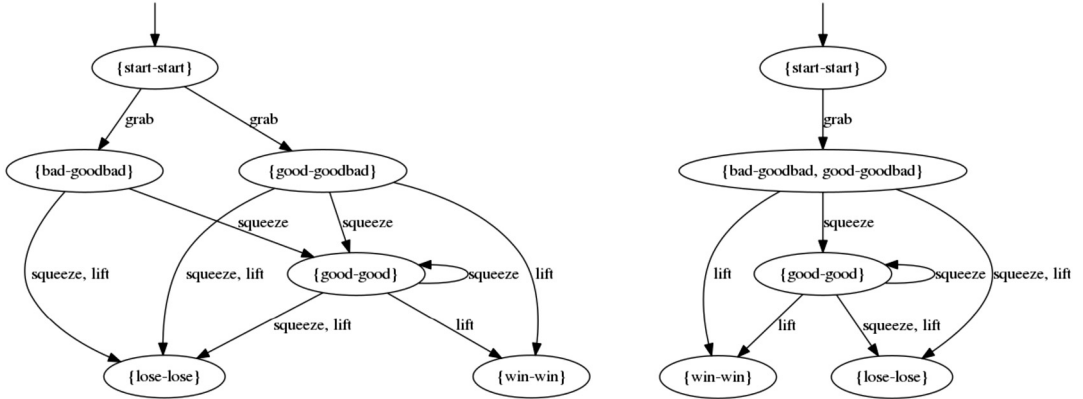 {start-start}
grab
grab
{bad-goodbad}
{good-goodbad}
squeeze
squeeze
squeeze, lift
squeeze, lift
{good-good}
squeeze
lift
squeeze, lift
lift
{lose-lose}
{win-win}
{start-start}
grab
{bad-goodbad, good-goodbad}
squeeze
lift
{good-good}
squeeze
squeeze, lift
lift
squeeze, lift
{win-win}
{lose-lose}